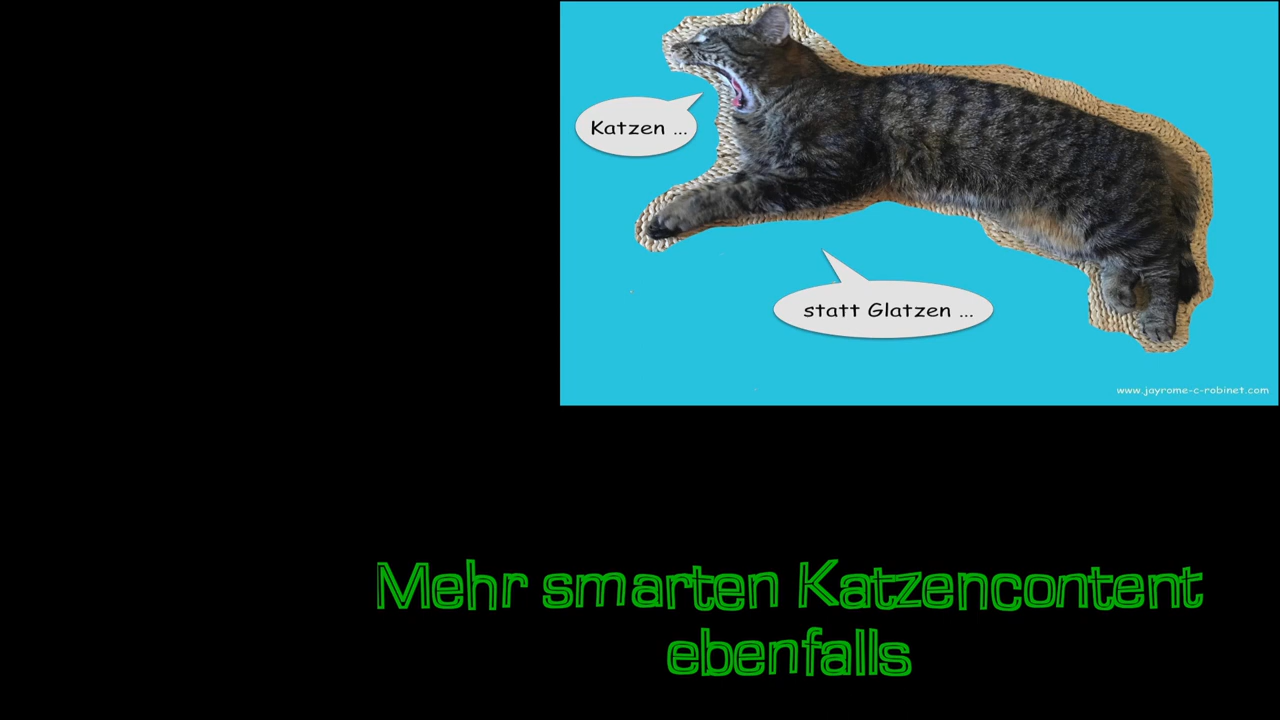 Katzen ...
statt Glatzen ...
www.jayrome-c-robinet.com
Mehr smarten Katzencontent
ebenfalls